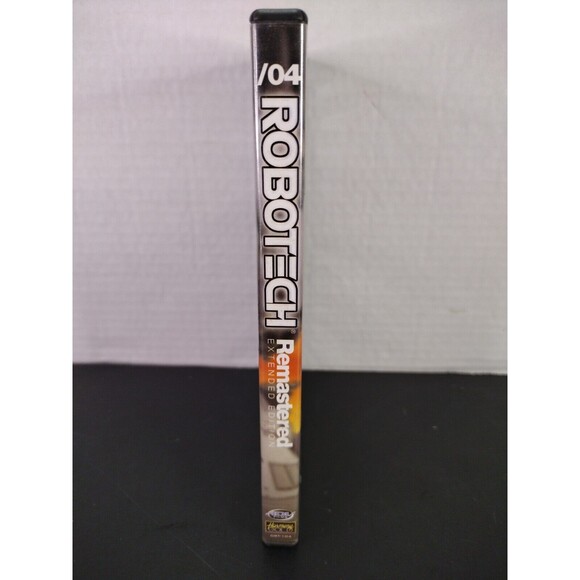 /04
ROBOTECH
Remastered
EXTENDED EDITION